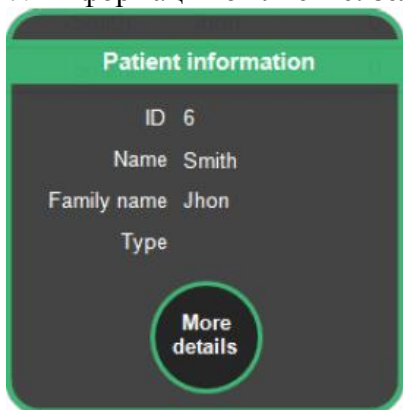 Patient information
ID 6
Name Smith
Family name Jhon
Type
More
details